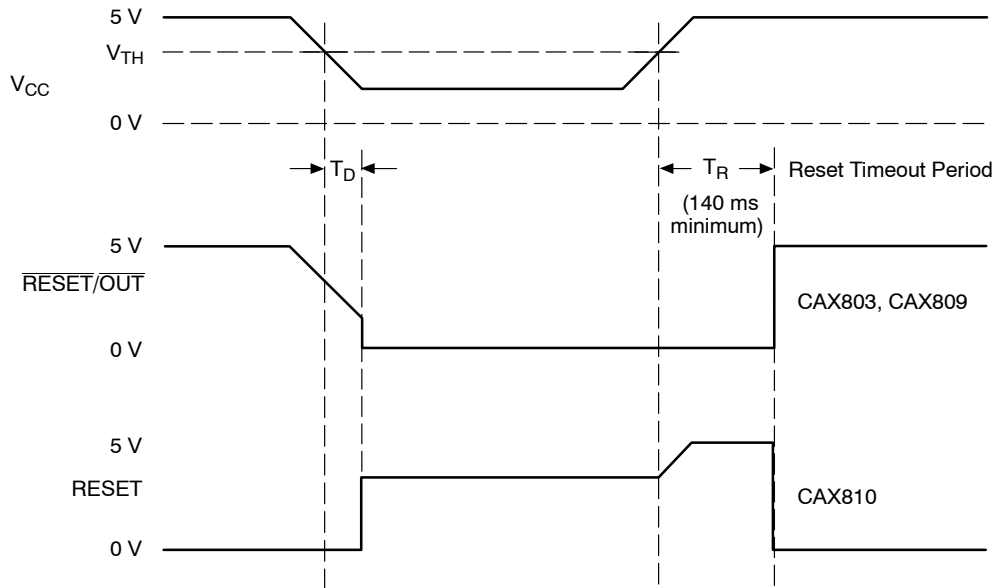 5 V
V_TH
V_CC
0 V
T_D
T_R
Reset Timeout Period
(140 ms
minimum)
5 V
RESET/OUT
0 V
CAX803, CAX809
5 V
RESET
0 V
CAX810